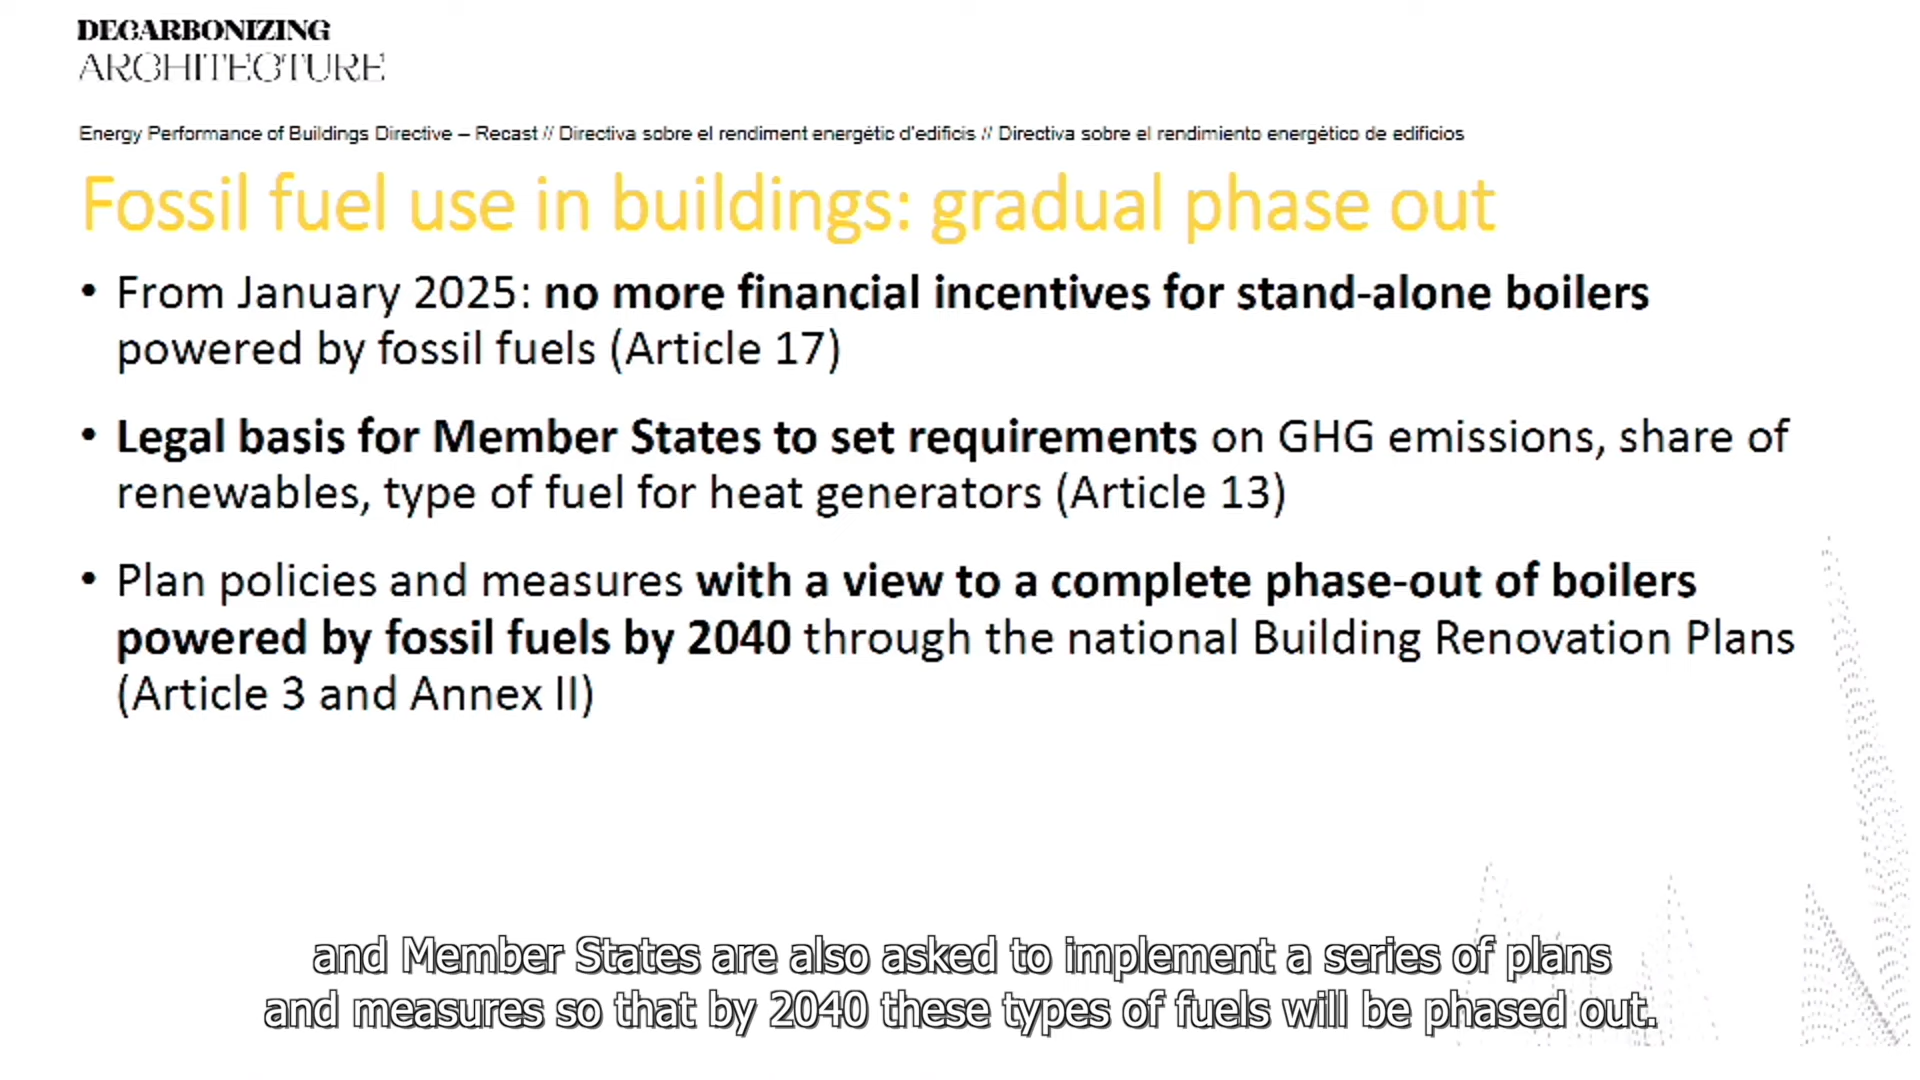 DECARBONIZING
ARCHITECTURE
Energy Performance of Buildings Directive – Recast // Directiva sobre el rendiment energètic d'edificis // Directiva sobre el rendimiento energético de edificios
Fossil fuel use in buildings: gradual phase out
• From January 2025: no more financial incentives for stand-alone boilers
powered by fossil fuels (Article 17)
• Legal basis for Member States to set requirements on GHG emissions, share of
renewables, type of fuel for heat generators (Article 13)
• Plan policies and measures with a view to a complete phase-out of boilers
powered by fossil fuels by 2040 through the national Building Renovation Plans
(Article 3 and Annex II)
and Member States are also asked to implement a series of plans
and measures so that by 2040 these types of fuels will be phased out.